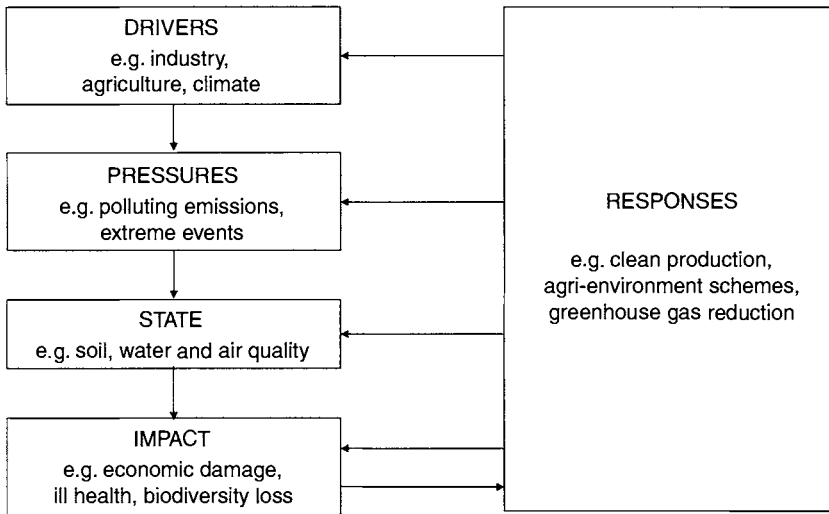 DRIVERS
e.g. industry,
agriculture, climate
PRESSURES
e.g. polluting emissions,
extreme events
STATE
e.g. soil, water and air quality
IMPACT
e.g. economic damage,
ill health, biodiversity loss
RESPONSES
e.g. clean production,
agri-environment schemes,
greenhouse gas reduction